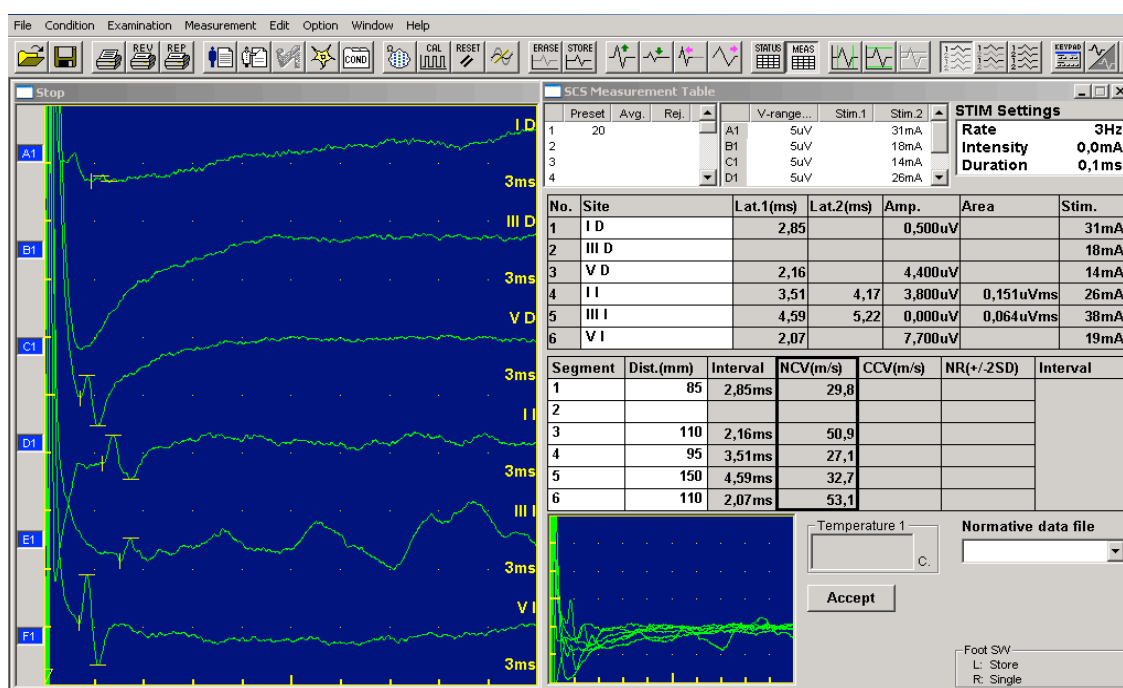 File Condition Examination Measurement Edit Option Window Help
REV REP COND CAL RESET ERASE STORE STATUS MEAS KEYPAD
Stop
I D
A1
3ms
III D
B1
3ms
V D
C1
3ms
I I
D1
3ms
III I
E1
3ms
V I
F1
3ms
SCS Measurement Table
Preset Avg. Rej.
1 20
2
3
4
V-range... Stim.1 Stim.2
A1 5uV 31mA
B1 5uV 18mA
C1 5uV 14mA
D1 5uV 26mA
STIM Settings
Rate 3Hz
Intensity 0,0mA
Duration 0,1ms
No. Site Lat.1(ms) Lat.2(ms) Amp. Area Stim.
1 I D 2,85 0,500uV 31mA
2 III D 18mA
3 V D 2,16 4,400uV 14mA
4 I I 3,51 4,17 3,800uV 0,151uVms 26mA
5 III I 4,59 5,22 0,000uV 0,064uVms 38mA
6 V I 2,07 7,700uV 19mA
Segment Dist.(mm) Interval NCV(m/s) CCV(m/s) NR(+/-2SD) Interval
1 85 2,85ms 29,8
2
3 110 2,16ms 50,9
4 95 3,51ms 27,1
5 150 4,59ms 32,7
6 110 2,07ms 53,1
Temperature 1
C.
Accept
Normative data file
Foot SW
L: Store
R: Single